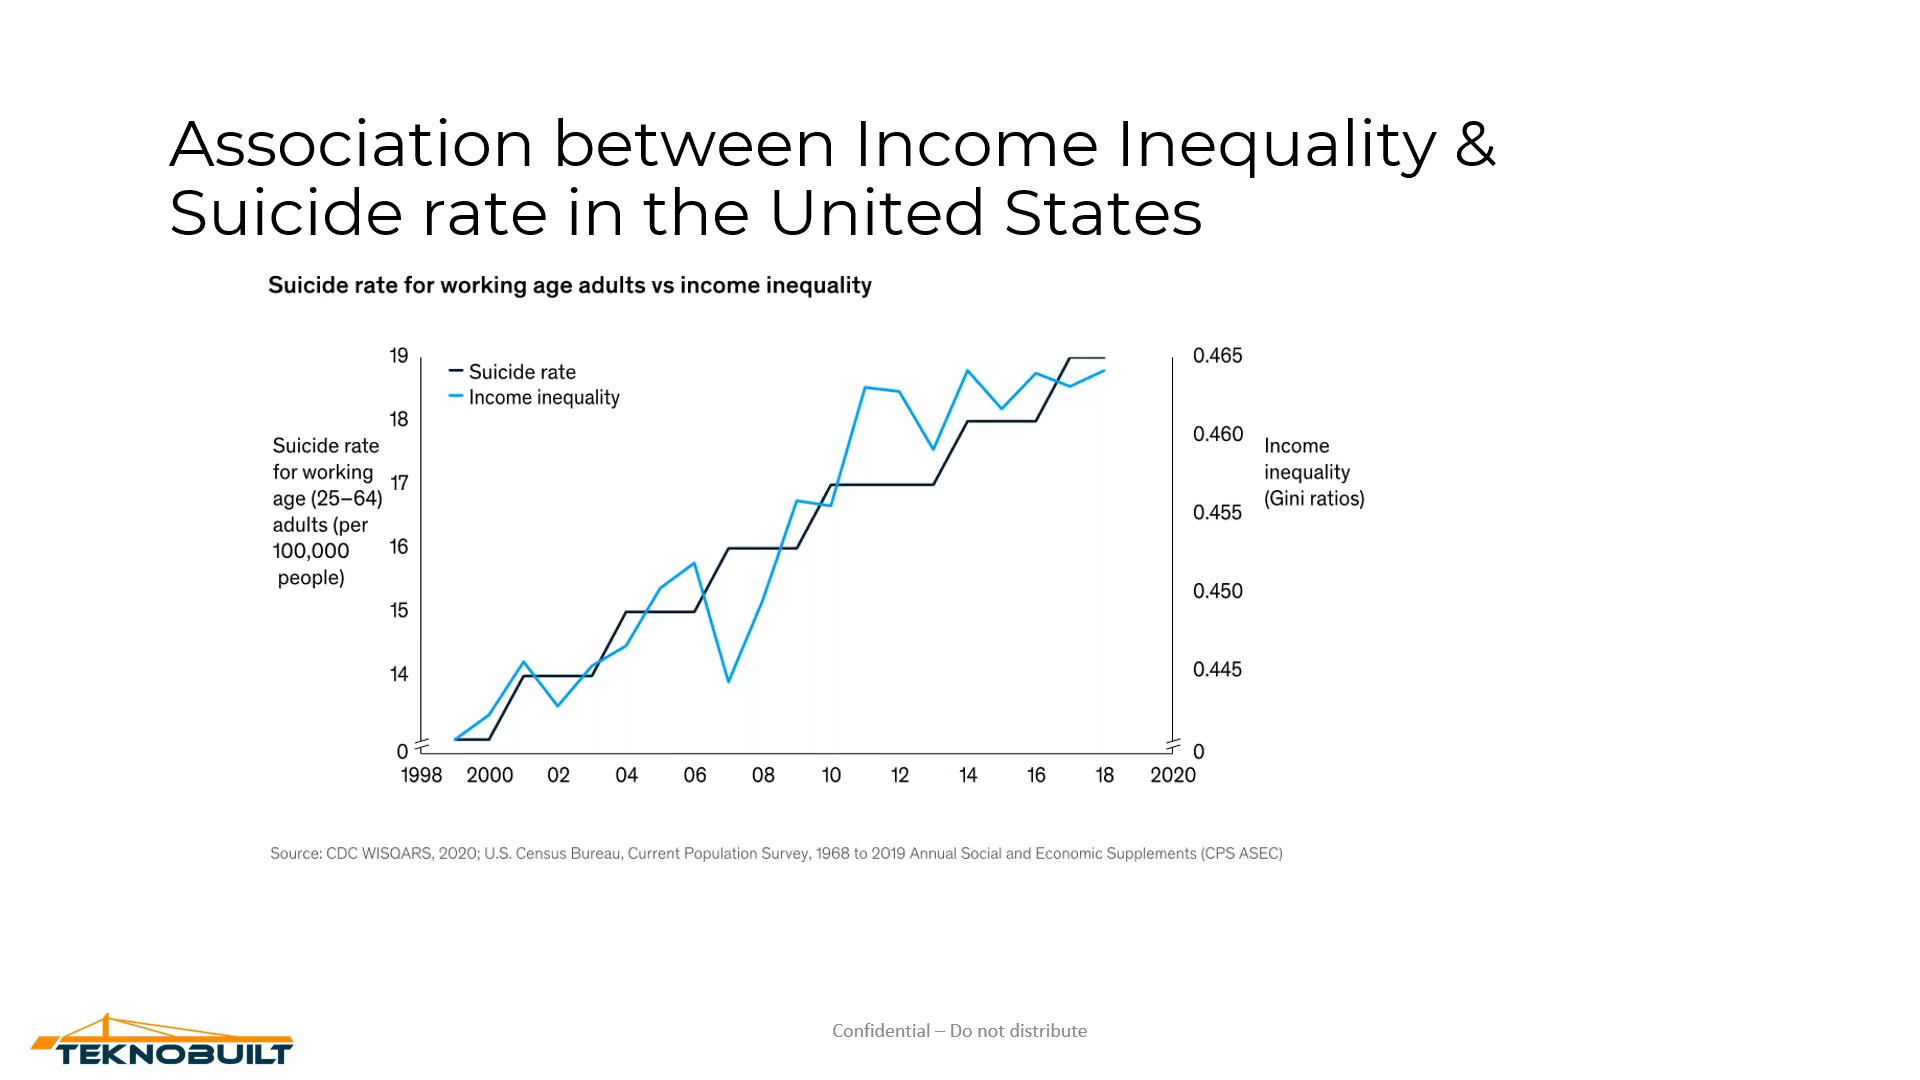 Association between Income Inequality &
Suicide rate in the United States
Suicide rate for working age adults vs income inequality
Suicide rate
Income inequality
Suicide rate
for working
age (25–64)
adults (per
100,000
people)
19
18
17
16
15
14
0
0.465
0.460
0.455
0.450
0.445
0
Income
inequality
(Gini ratios)
1998 2000 02 04 06 08 10 12 14 16 18 2020
Source: CDC WISQARS, 2020; U.S. Census Bureau, Current Population Survey, 1968 to 2019 Annual Social and Economic Supplements (CPS ASEC)
TEKNOBUILT
Confidential – Do not distribute